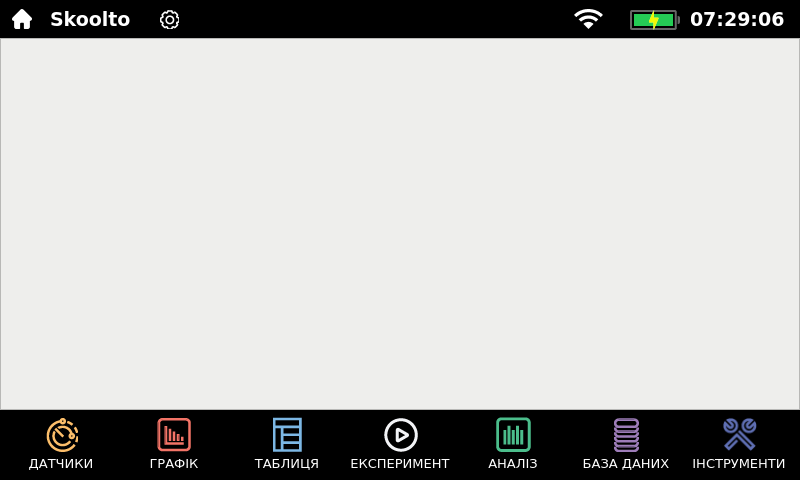 Skoolto 07:29:06
ДАТЧИКИ ГРАФІК ТАБЛИЦЯ ЕКСПЕРИМЕНТ АНАЛІЗ БАЗА ДАНИХ ІНСТРУМЕНТИ